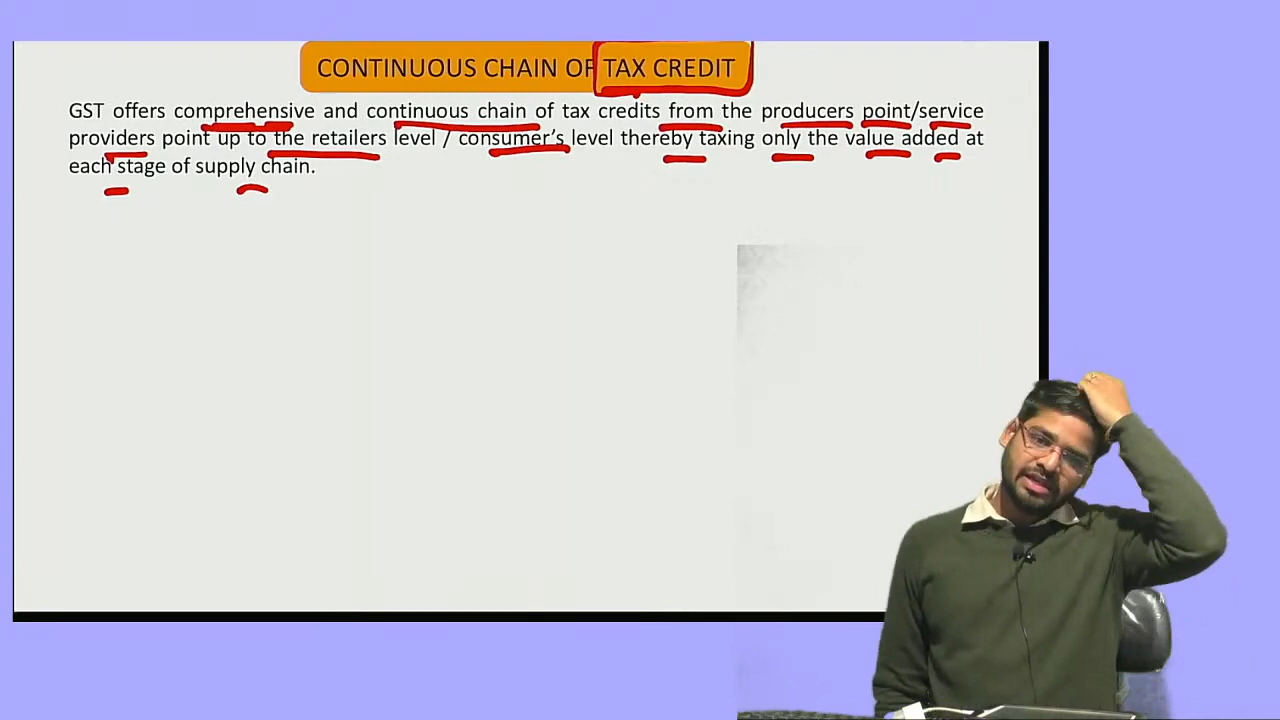 CONTINUOUS CHAIN OF TAX CREDIT
GST offers comprehensive and continuous chain of tax credits from the producers point/service
providers point up to the retailers level / consumer’s level thereby taxing only the value added at
each stage of supply chain.